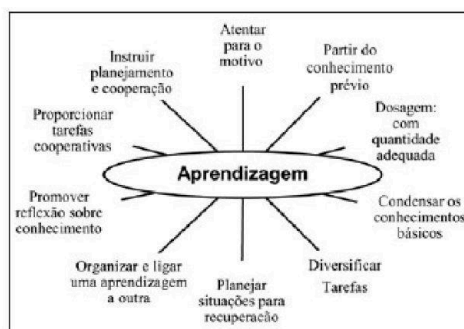 Atentar
para o
motivo
Partir do
conhecimento
prévio
Dosagem:
com
quantidade
adequada
Condensar os
conhecimentos
básicos
Diversificar
Tarefas
Planejar
situações para
recuperação
Organizar e ligar
uma aprendizagem
a outra
Promover
reflexão sobre
conhecimento
Proporcionar
tarefas
cooperativas
Instruir
planejamento
e cooperação
Aprendizagem